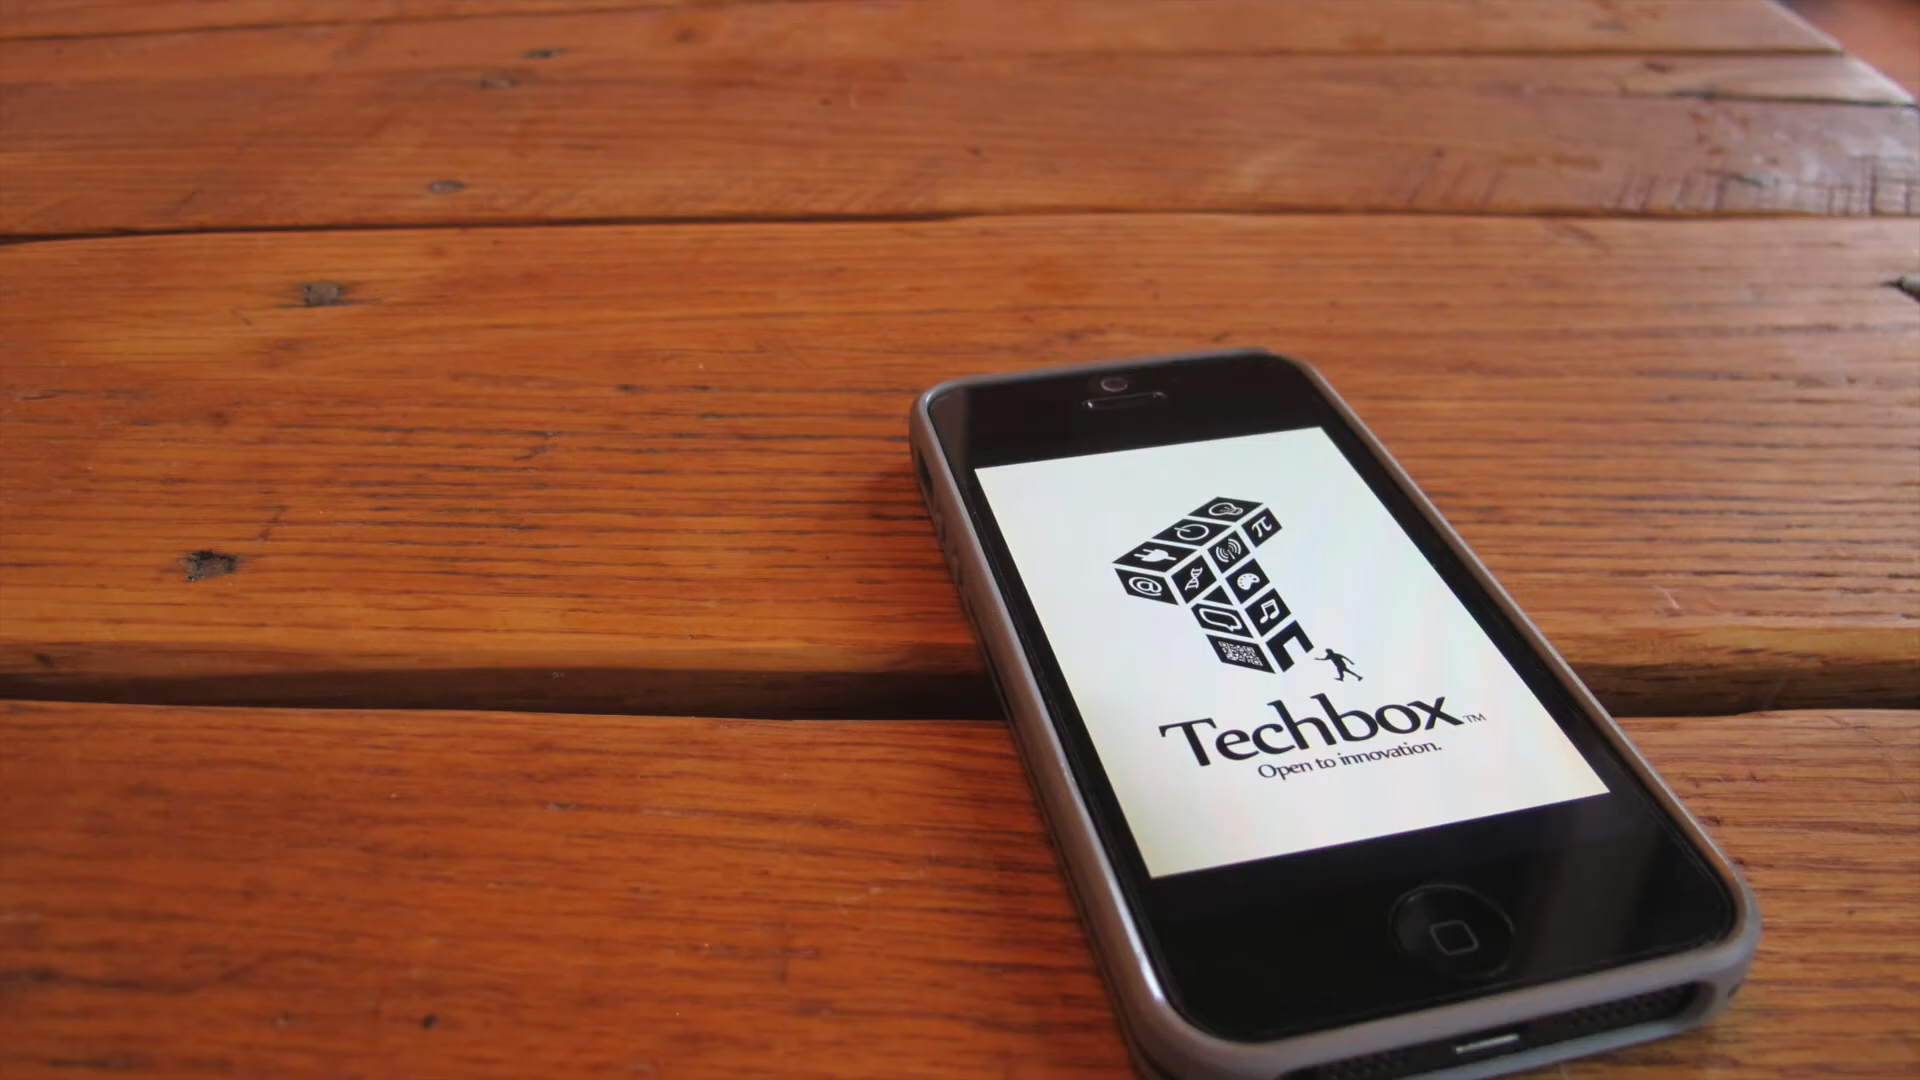 @
π
Techbox™
Open to innovation.